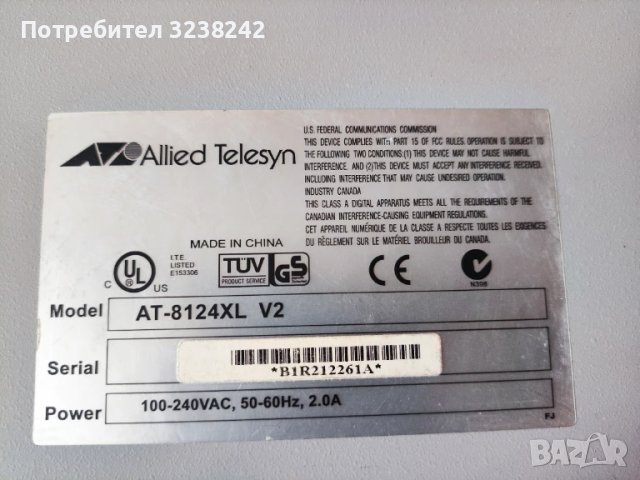 Потребител 3238242
Allied Telesyn
U.S. FEDERAL COMMUNICATIONS COMMISSION
THIS DEVICE COMPLIES WITH PART 15 OF FCC RULES. OPERATION IS SUBJECT TO
THE FOLLOWING TWO CONDITIONS:(1) THIS DEVICE MAY NOT CAUSE HARMFUL
INTERFERENCE. AND (2)THIS DEVICE MUST ACCEPT ANY INTERFERENCE RECEIVED.
INCLUDING INTERFERENCE THAT MAY CAUSE UNDESIRED OPERATION.
INDUSTRY CANADA
THIS CLASS A DIGITAL APPARATUS MEETS ALL THE REQUIREMENTS OF THE
CANADIAN INTERFERENCE-CAUSING EQUIPMENT REGULATIONS.
CET APPAREIL NUMÉRIQUE DE LA CLASSE A RESPECTE TOUTES LES EXIGENCES
DU RÈGLEMENT SUR LE MATÉRIEL BROUILLEUR DU CANADA.
MADE IN CHINA
C UL US
I.T.E.
LISTED
E153306
TÜV
PRODUCT SERVICE
GS
CE
N396
Model AT-8124XL V2
Serial *B1R212261A*
Power 100-240VAC, 50-60Hz, 2.0A
FJ
BAZAR